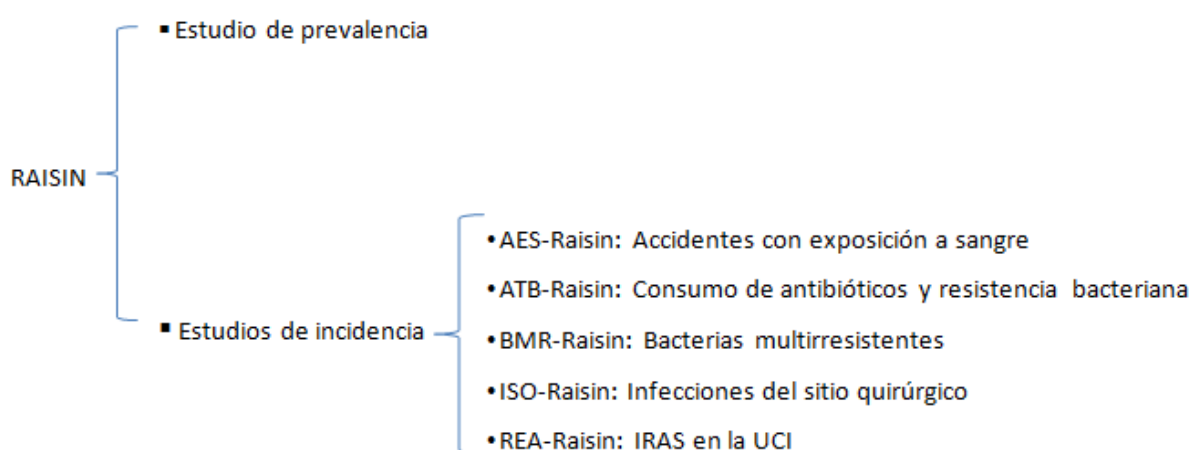 ▪ Estudio de prevalencia
RAISIN
•AES-Raisin: Accidentes con exposición a sangre
•ATB-Raisin: Consumo de antibióticos y resistencia bacteriana
▪ Estudios de incidencia
•BMR-Raisin: Bacterias multirresistentes
•ISO-Raisin: Infecciones del sitio quirúrgico
•REA-Raisin: IRAS en la UCI